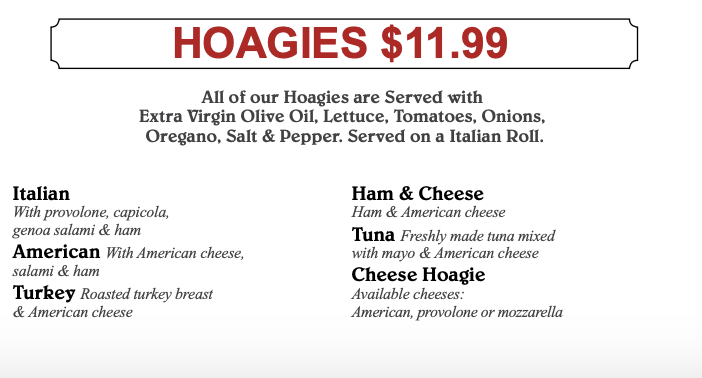 HOAGIES $11.99
All of our Hoagies are Served with
Extra Virgin Olive Oil, Lettuce, Tomatoes, Onions,
Oregano, Salt & Pepper. Served on a Italian Roll.
Italian
With provolone, capicola,
genoa salami & ham
American With American cheese,
salami & ham
Turkey Roasted turkey breast
& American cheese
Ham & Cheese
Ham & American cheese
Tuna Freshly made tuna mixed
with mayo & American cheese
Cheese Hoagie
Available cheeses:
American, provolone or mozzarella